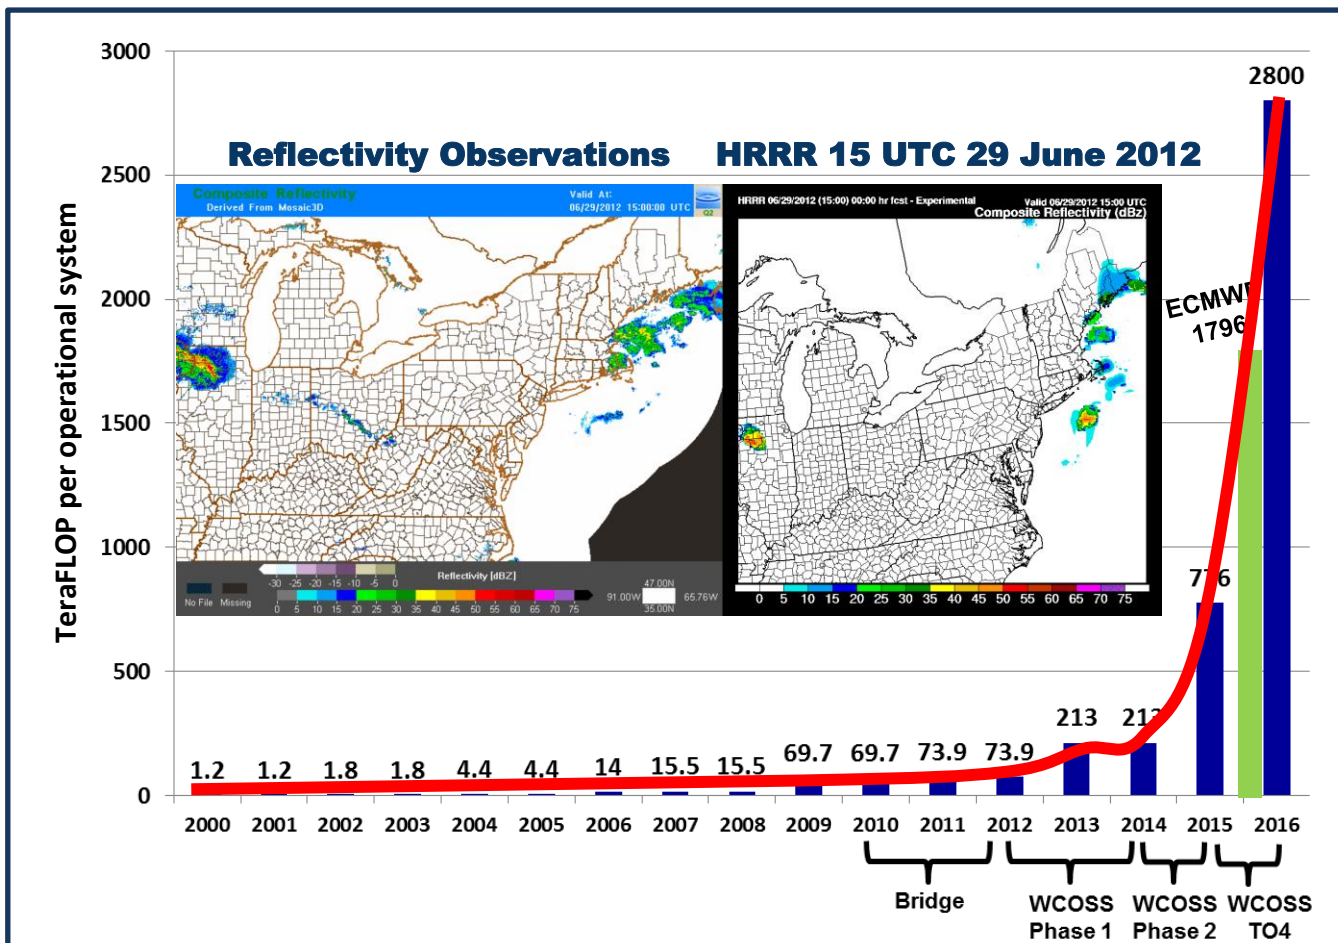 3000
2500
2000
1500
1000
500
0
TeraFLOP per operational system
Reflectivity Observations
HRRR 15 UTC 29 June 2012
Composite Reflectivity
Derived From Mosaic3D
Valid At:
06/29/2012 15:00:00 UTC
Q2
No File
Missing
-30 -25 -20 -15 -10 -5 0
Reflectivity [dBZ]
0 5 10 15 20 25 30 35 40 45 50 55 60 65 70 75
47.00N
91.00W 65.76W
35.00N
HRRR 06/29/2012 (15:00) 00:00 hr fcst - Experimental
Valid 06/29/2012 15:00 UTC
Composite Reflectivity (dBz)
0 5 10 15 20 25 30 35 40 45 50 55 60 65 70 75
ECMWF
1796
1.2 1.2 1.8 1.8 4.4 4.4 14 15.5 15.5 69.7 69.7 73.9 73.9 213 213 776 2800
2000 2001 2002 2003 2004 2005 2006 2007 2008 2009 2010 2011 2012 2013 2014 2015 2016
Bridge
WCOSS
Phase 1
WCOSS
Phase 2
WCOSS
TO4